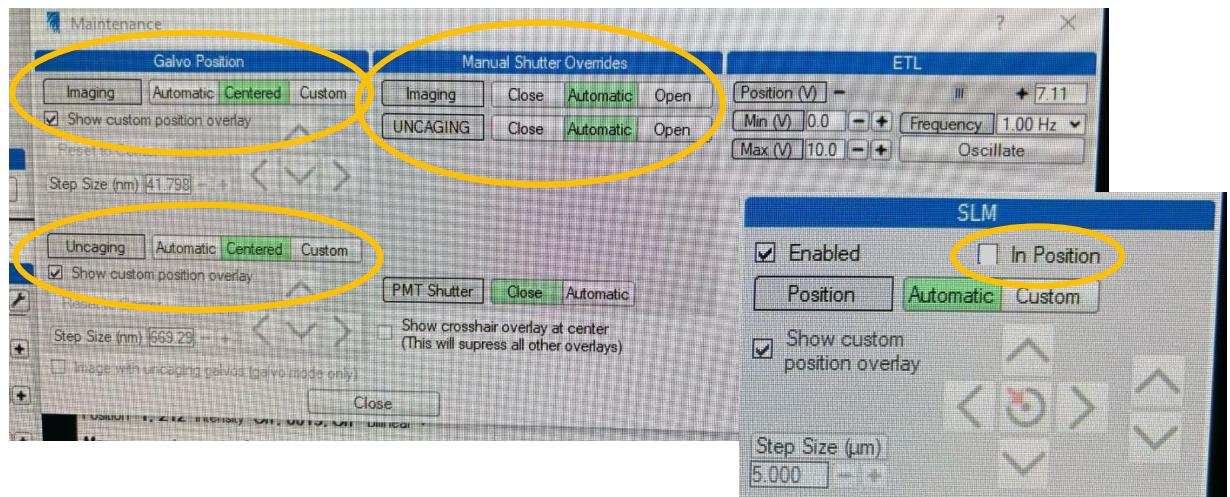 Maintenance ? ×
Galvo Position
Imaging Automatic Centered Custom
Show custom position overlay
Step Size (nm) 41.798 - +
Uncaging Automatic Centered Custom
Show custom position overlay
Step Size (nm) 669.29 - +
Image with uncaging galvos (galvo mode only)
Manual Shutter Overrides
Imaging Close Automatic Open
UNCAGING Close Automatic Open
PMT Shutter Close Automatic
Show crosshair overlay at center
(This will supress all other overlays)
ETL
Position (V) - + 7.11
Min (V) 0.0 - + Frequency 1.00 Hz
Max (V) 10.0 - + Oscillate
Close
SLM
Enabled In Position
Position Automatic Custom
Show custom
position overlay
Step Size (µm)
5.000 - +